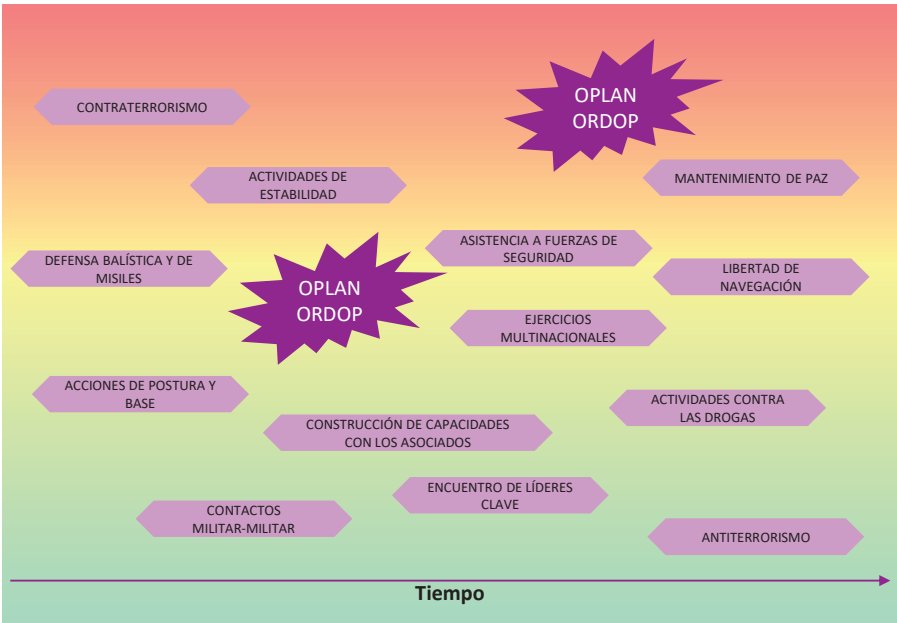 OPLAN
ORDOP
CONTRATERRORISMO
ACTIVIDADES DE
ESTABILIDAD
MANTENIMIENTO DE PAZ
ASISTENCIA A FUERZAS DE
SEGURIDAD
DEFENSA BALÍSTICA Y DE
MISILES
LIBERTAD DE
NAVEGACIÓN
OPLAN
ORDOP
EJERCICIOS
MULTINACIONALES
ACCIONES DE POSTURA Y
BASE
ACTIVIDADES CONTRA
LAS DROGAS
CONSTRUCCIÓN DE CAPACIDADES
CON LOS ASOCIADOS
ENCUENTRO DE LÍDERES
CLAVE
CONTACTOS
MILITAR-MILITAR
ANTITERRORISMO
Tiempo